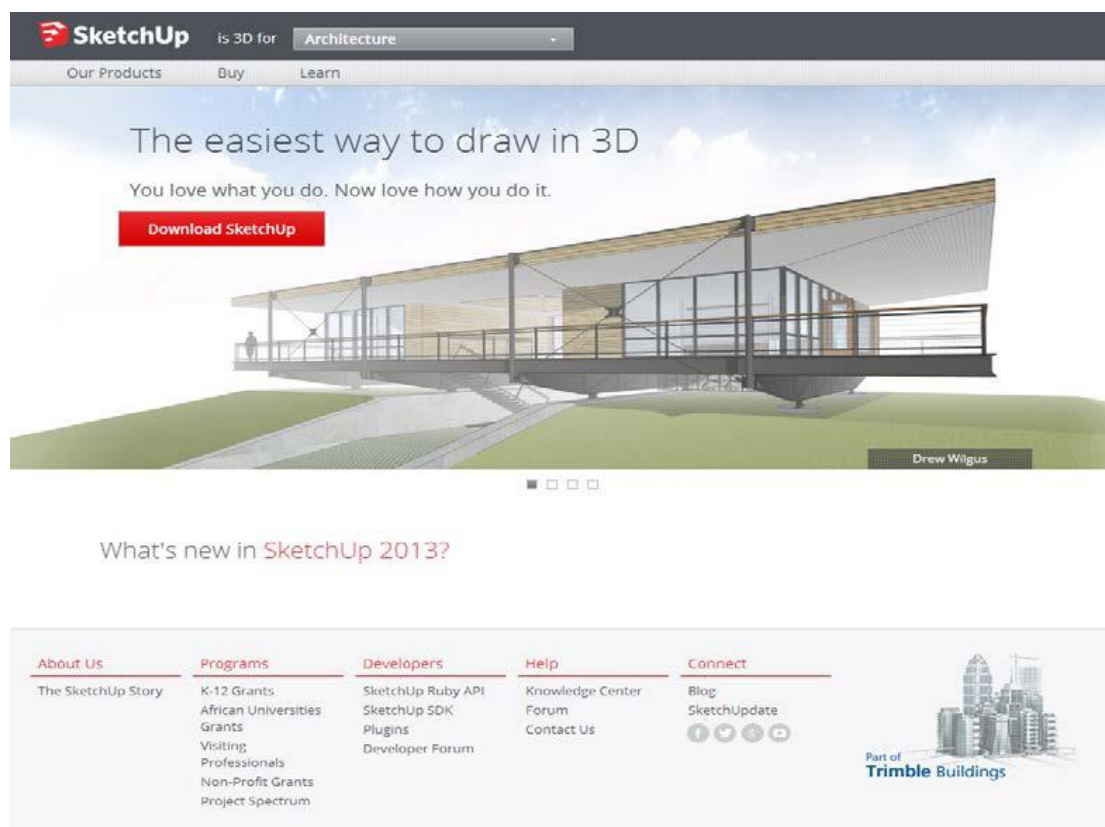 SketchUp is 3D for Architecture
Our Products Buy Learn
The easiest way to draw in 3D
You love what you do. Now love how you do it.
Download SketchUp
Drew Wilgus
What's new in SketchUp 2013?
About Us
The SketchUp Story
Programs
K-12 Grants
African Universities
Grants
Visiting
Professionals
Non-Profit Grants
Project Spectrum
Developers
SketchUp Ruby API
SketchUp SDK
Plugins
Developer Forum
Help
Knowledge Center
Forum
Contact Us
Connect
Blog
SketchUpdate
Part of
Trimble Buildings